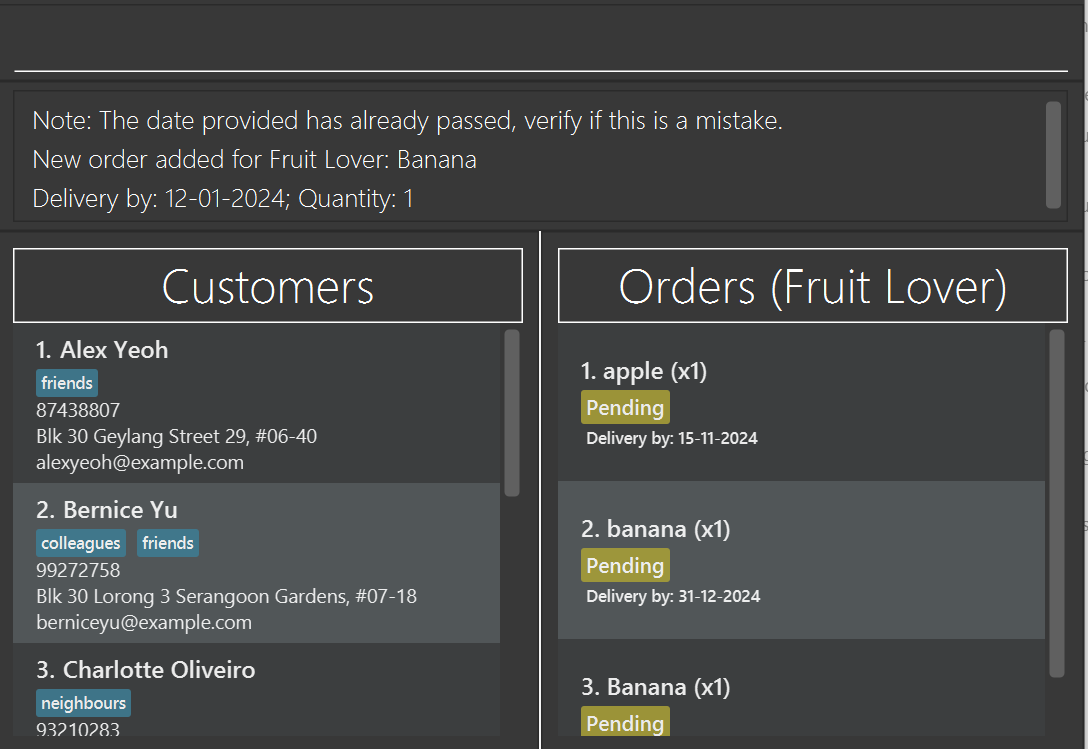 Note: The date provided has already passed, verify if this is a mistake.
New order added for Fruit Lover: Banana
Delivery by: 12-01-2024; Quantity: 1
Customers
1. Alex Yeoh
friends
87438807
Blk 30 Geylang Street 29, #06-40
alexyeoh@example.com
2. Bernice Yu
colleagues friends
99272758
Blk 30 Lorong 3 Serangoon Gardens, #07-18
berniceyu@example.com
3. Charlotte Oliveiro
neighbours
93210283
Orders (Fruit Lover)
1. apple (x1)
Pending
Delivery by: 15-11-2024
2. banana (x1)
Pending
Delivery by: 31-12-2024
3. Banana (x1)
Pending